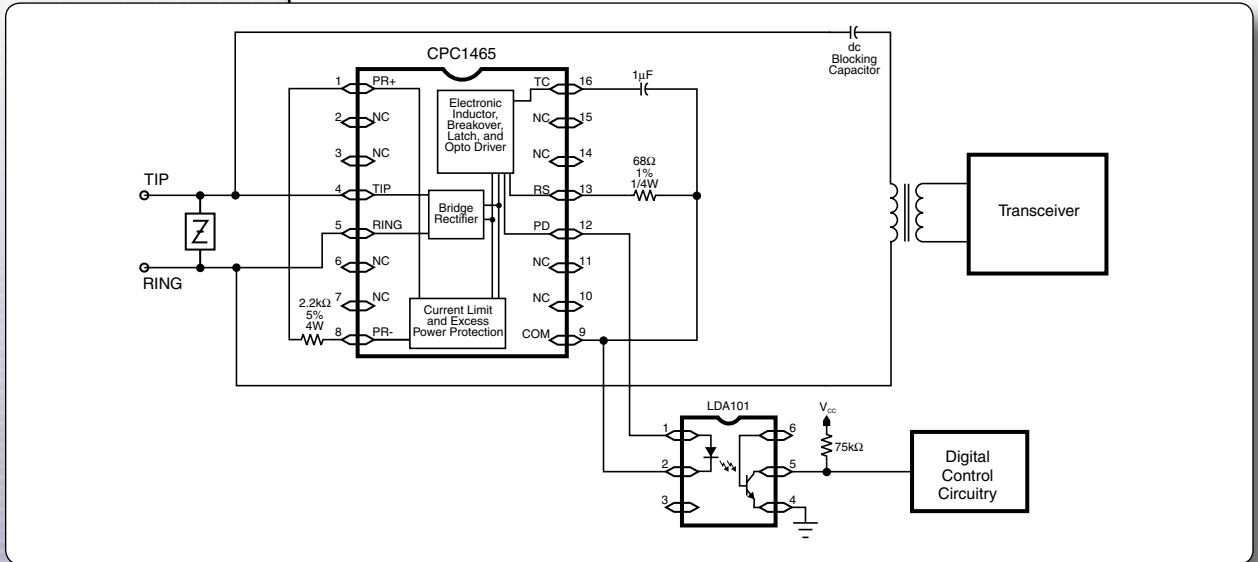 dc
Blocking
Capacitor
CPC1465
1 PR+
2 NC
3 NC
4 TIP
5 RING
6 NC
7 NC
8 PR-
TC 16
NC 15
NC 14
RS 13
PD 12
NC 11
NC 10
COM 9
Electronic
Inductor,
Breakover,
Latch, and
Opto Driver
Bridge
Rectifier
Current Limit
and Excess
Power Protection
TIP
Z
RING
2.2kΩ
5%
4W
1μF
68Ω
1%
1/4W
Transceiver
LDA101
1
2
3
6
5
4
Vcc
75kΩ
Digital
Control
Circuitry